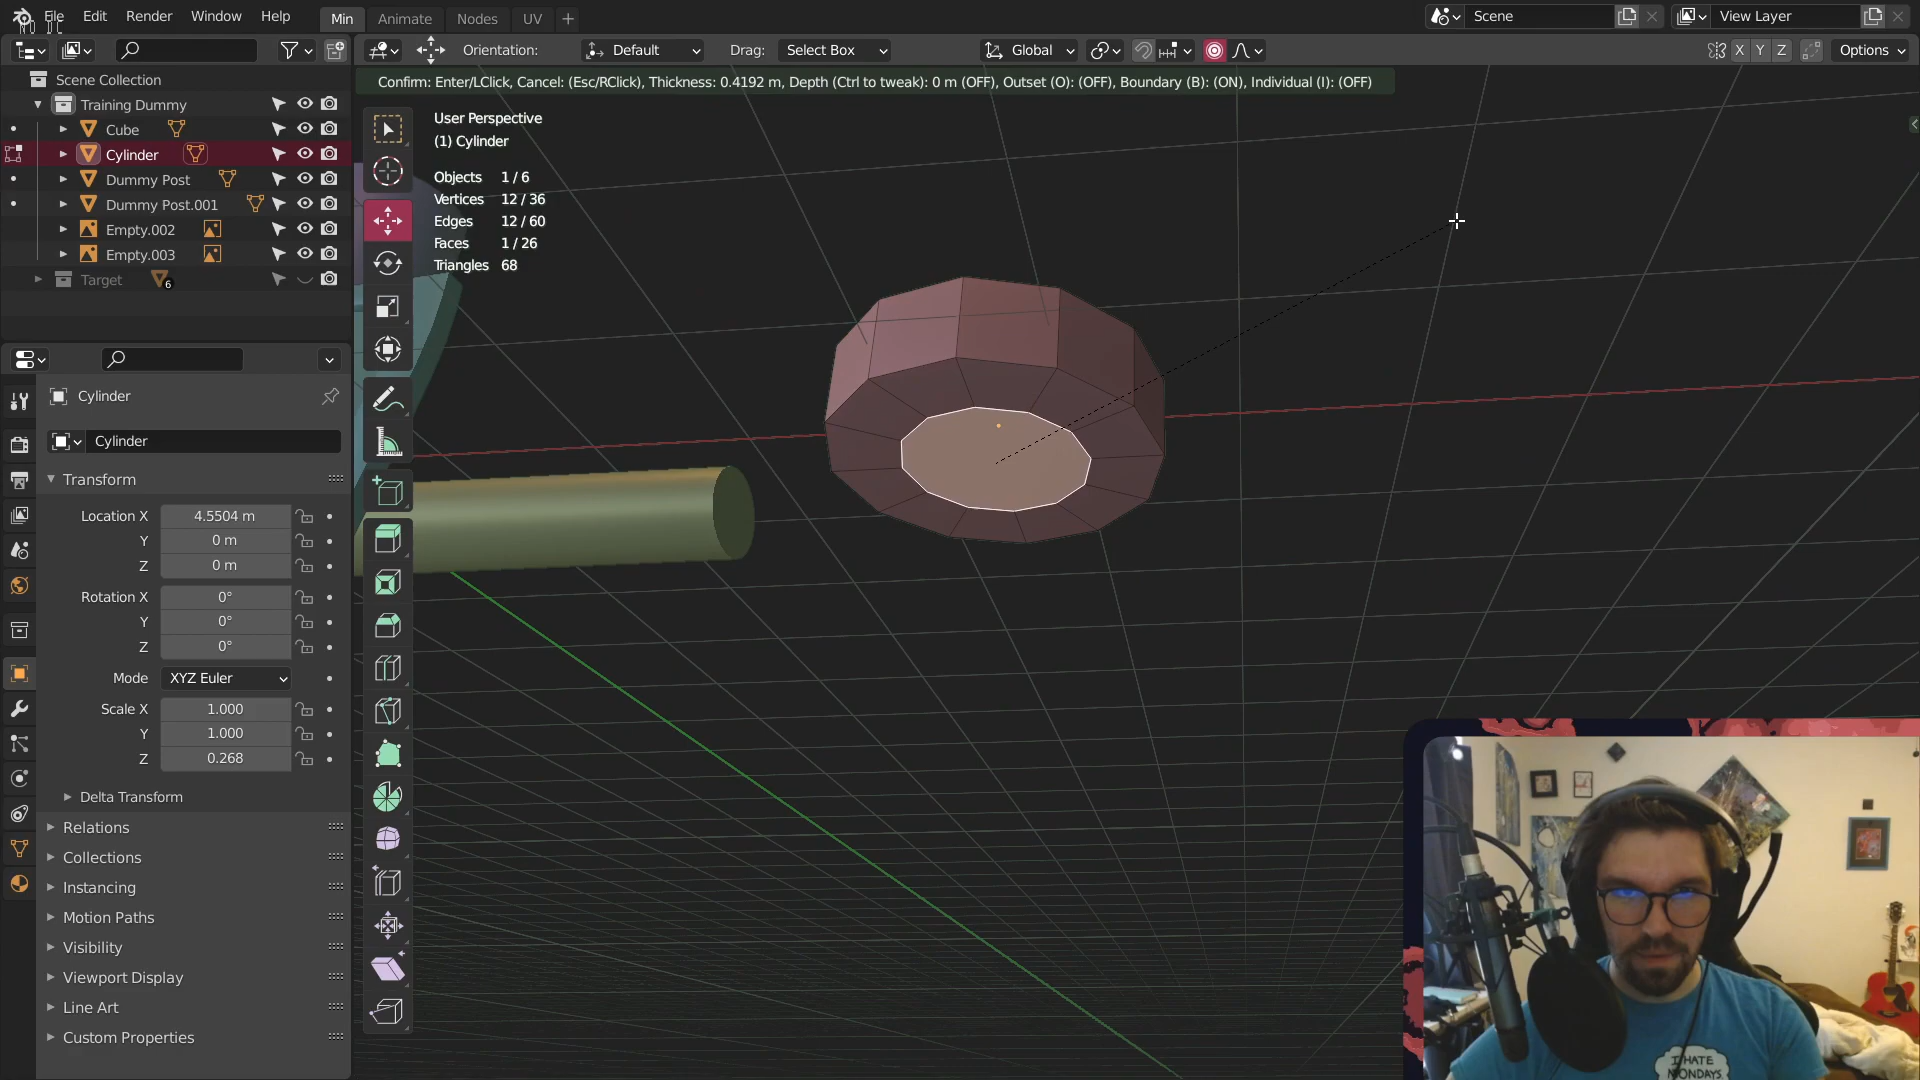 File Edit Render Window Help Min Animate Nodes UV Scene View Layer
Orientation: Default Drag: Select Box Global X Y Z Options
Confirm: Enter/LClick, Cancel: (Esc/RClick), Thickness: 0.4192 m, Depth (Ctrl to tweak): 0 m (OFF), Outset (O): (OFF), Boundary (B): (ON), Individual (I): (OFF)
Scene Collection
Training Dummy
Cube
Cylinder
Dummy Post
Dummy Post.001
Empty.002
Empty.003
Target 6
User Perspective
(1) Cylinder
Objects 1 / 6
Vertices 12 / 36
Edges 12 / 60
Faces 1 / 26
Triangles 68
Cylinder
Cylinder
Transform
Location X 4.5504 m
Y 0 m
Z 0 m
Rotation X 0°
Y 0°
Z 0°
Mode XYZ Euler
Scale X 1.000
Y 1.000
Z 0.268
Delta Transform
Relations
Collections
Instancing
Motion Paths
Visibility
Viewport Display
Line Art
Custom Properties
I HATE
MONDAYS